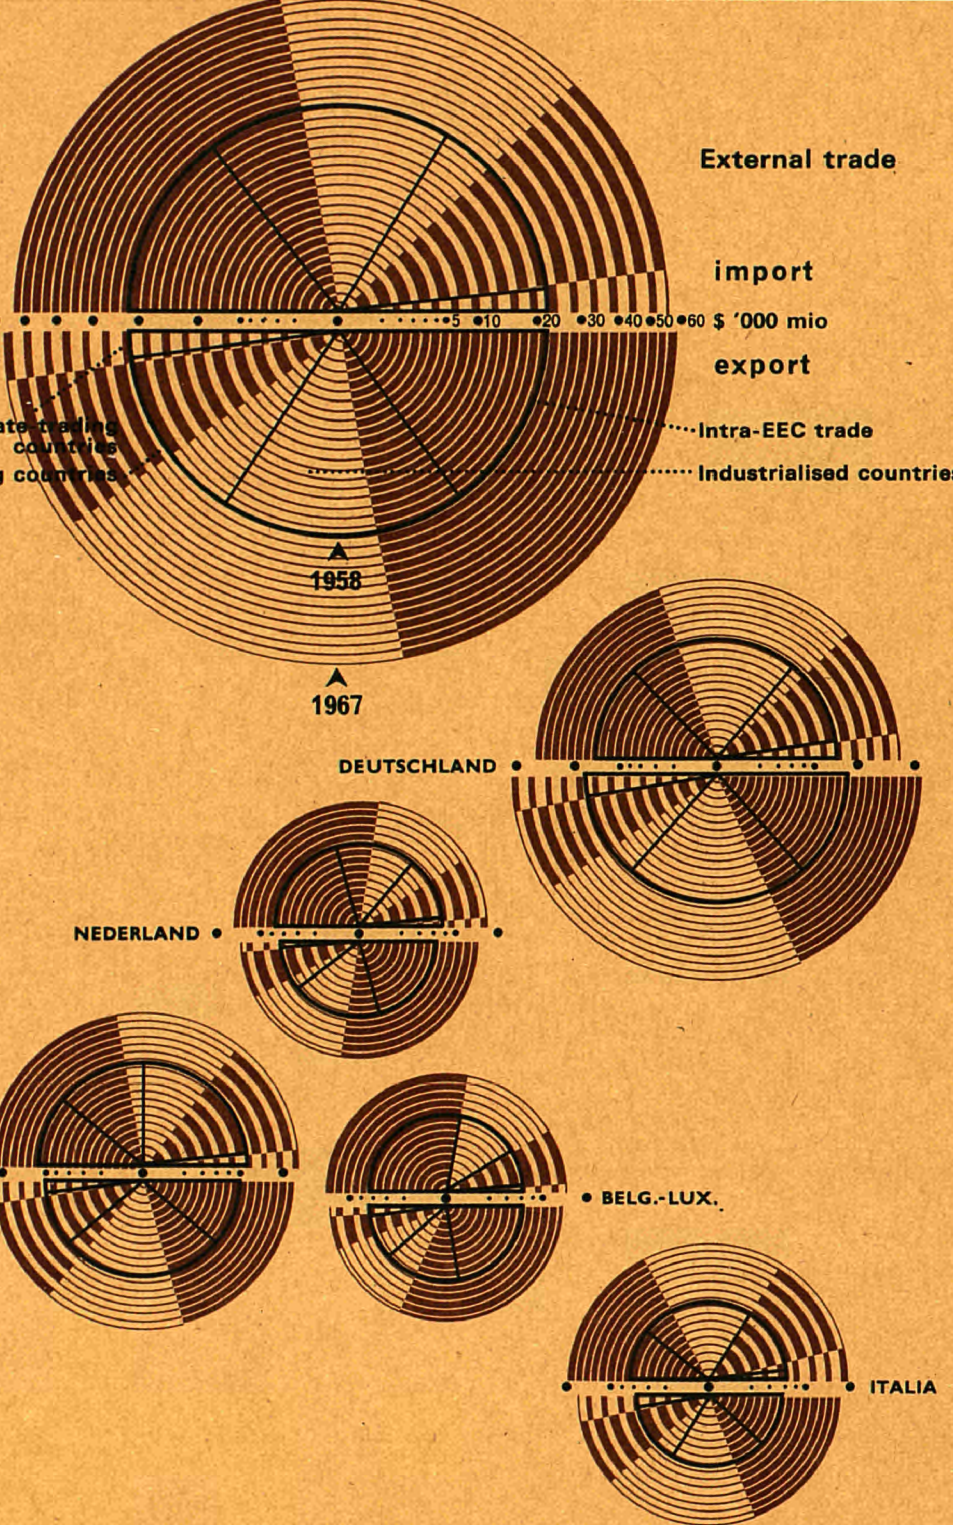 External trade
import
5 10 20 30 40 50 60 $ '000 mio
export
Intra-EEC trade
countries
countries
Industrialised countries
1958
1967
DEUTSCHLAND
NEDERLAND
BELG.-LUX.
ITALIA